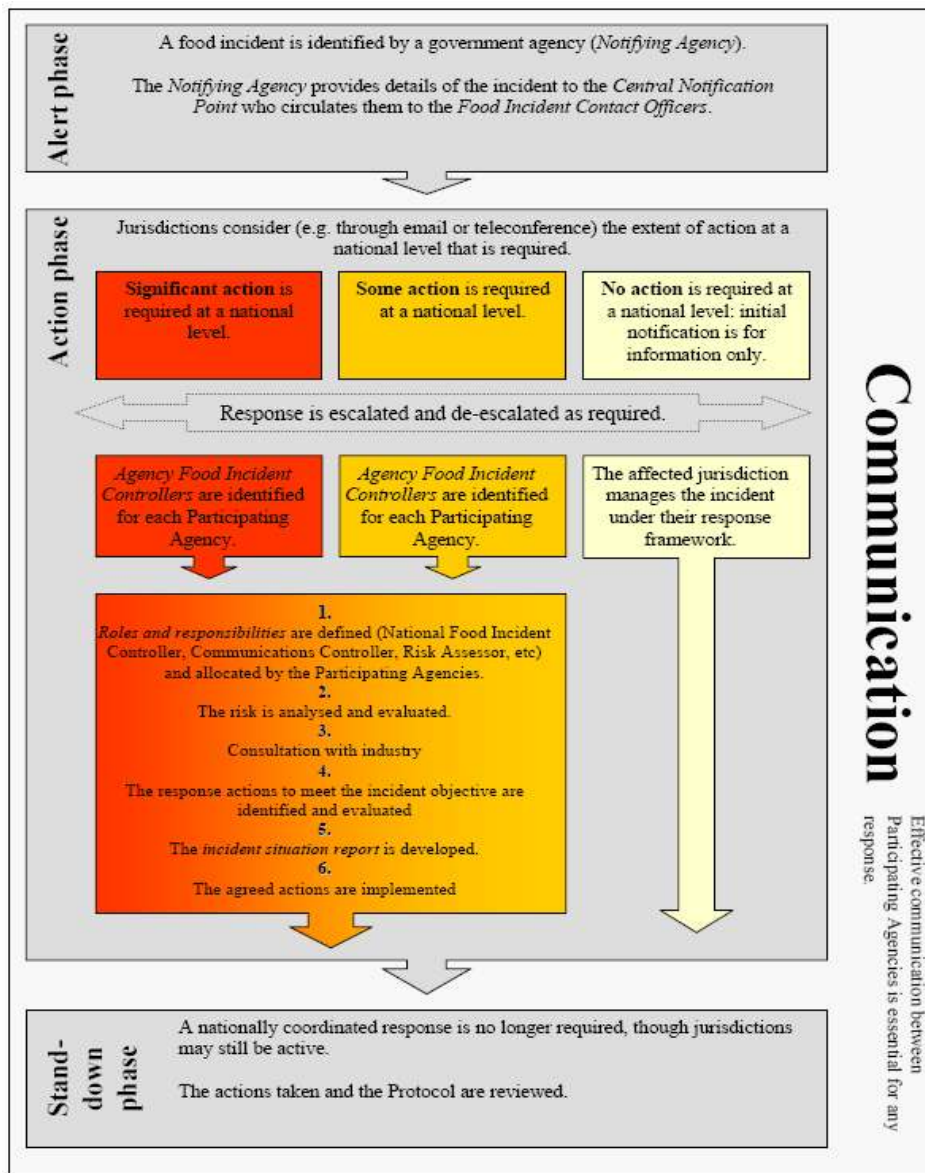 Alert phase
A food incident is identified by a government agency (Notifying Agency).
The Notifying Agency provides details of the incident to the Central Notification
Point who circulates them to the Food Incident Contact Officers.
Action phase
Jurisdictions consider (e.g. through email or teleconference) the extent of action at a
national level that is required.
Significant action is
required at a national
level.
Some action is required
at a national level.
No action is required at
a national level: initial
notification is for
information only.
Response is escalated and de-escalated as required.
Agency Food Incident
Controllers are identified
for each Participating
Agency.
Agency Food Incident
Controllers are identified
for each Participating
Agency.
The affected jurisdiction
manages the incident
under their response
framework.
1.
Roles and responsibilities are defined (National Food Incident
Controller, Communications Controller, Risk Assessor, etc)
and allocated by the Participating Agencies.
2.
The risk is analysed and evaluated.
3.
Consultation with industry
4.
The response actions to meet the incident objective are
identified and evaluated
5.
The incident situation report is developed.
6.
The agreed actions are implemented
Stand-
down
phase
A nationally coordinated response is no longer required, though jurisdictions
may still be active.
The actions taken and the Protocol are reviewed.
Communication
Effective communication between
Participating Agencies is essential for any
response.